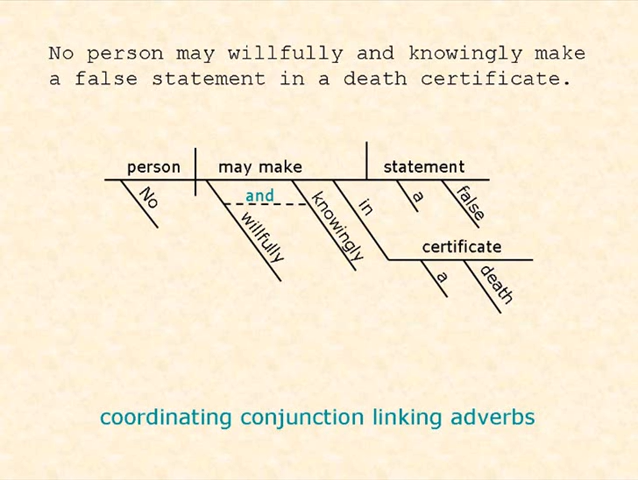 No person may willfully and knowingly make
a false statement in a death certificate.
person may make statement
No and willfully knowingly in a false
certificate
a death
coordinating conjunction linking adverbs